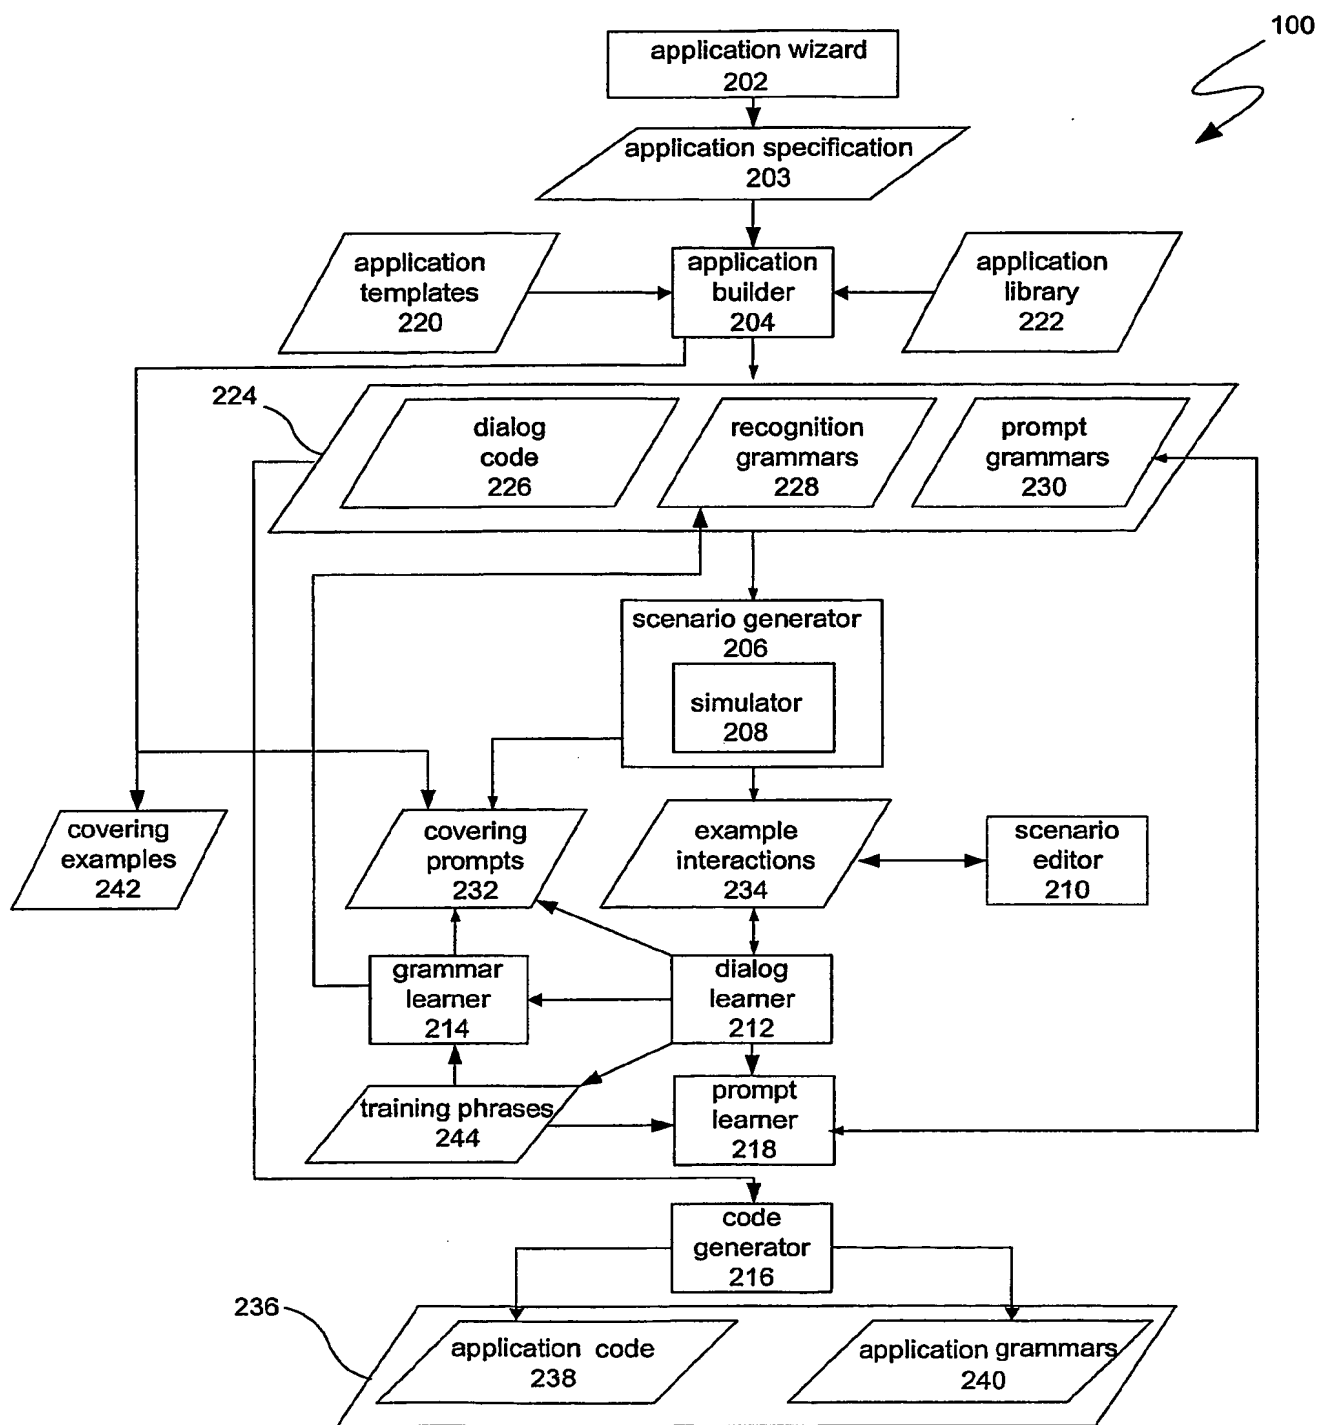 100
application wizard
202
application specification
203
application
templates
220
application
builder
204
application
library
222
224
dialog
code
226
recognition
grammars
228
prompt
grammars
230
scenario generator
206
simulator
208
covering
examples
242
covering
prompts
232
example
interactions
234
scenario
editor
210
grammar
learner
214
dialog
learner
212
training phrases
244
prompt
learner
218
code
generator
216
236
application code
238
application grammars
240